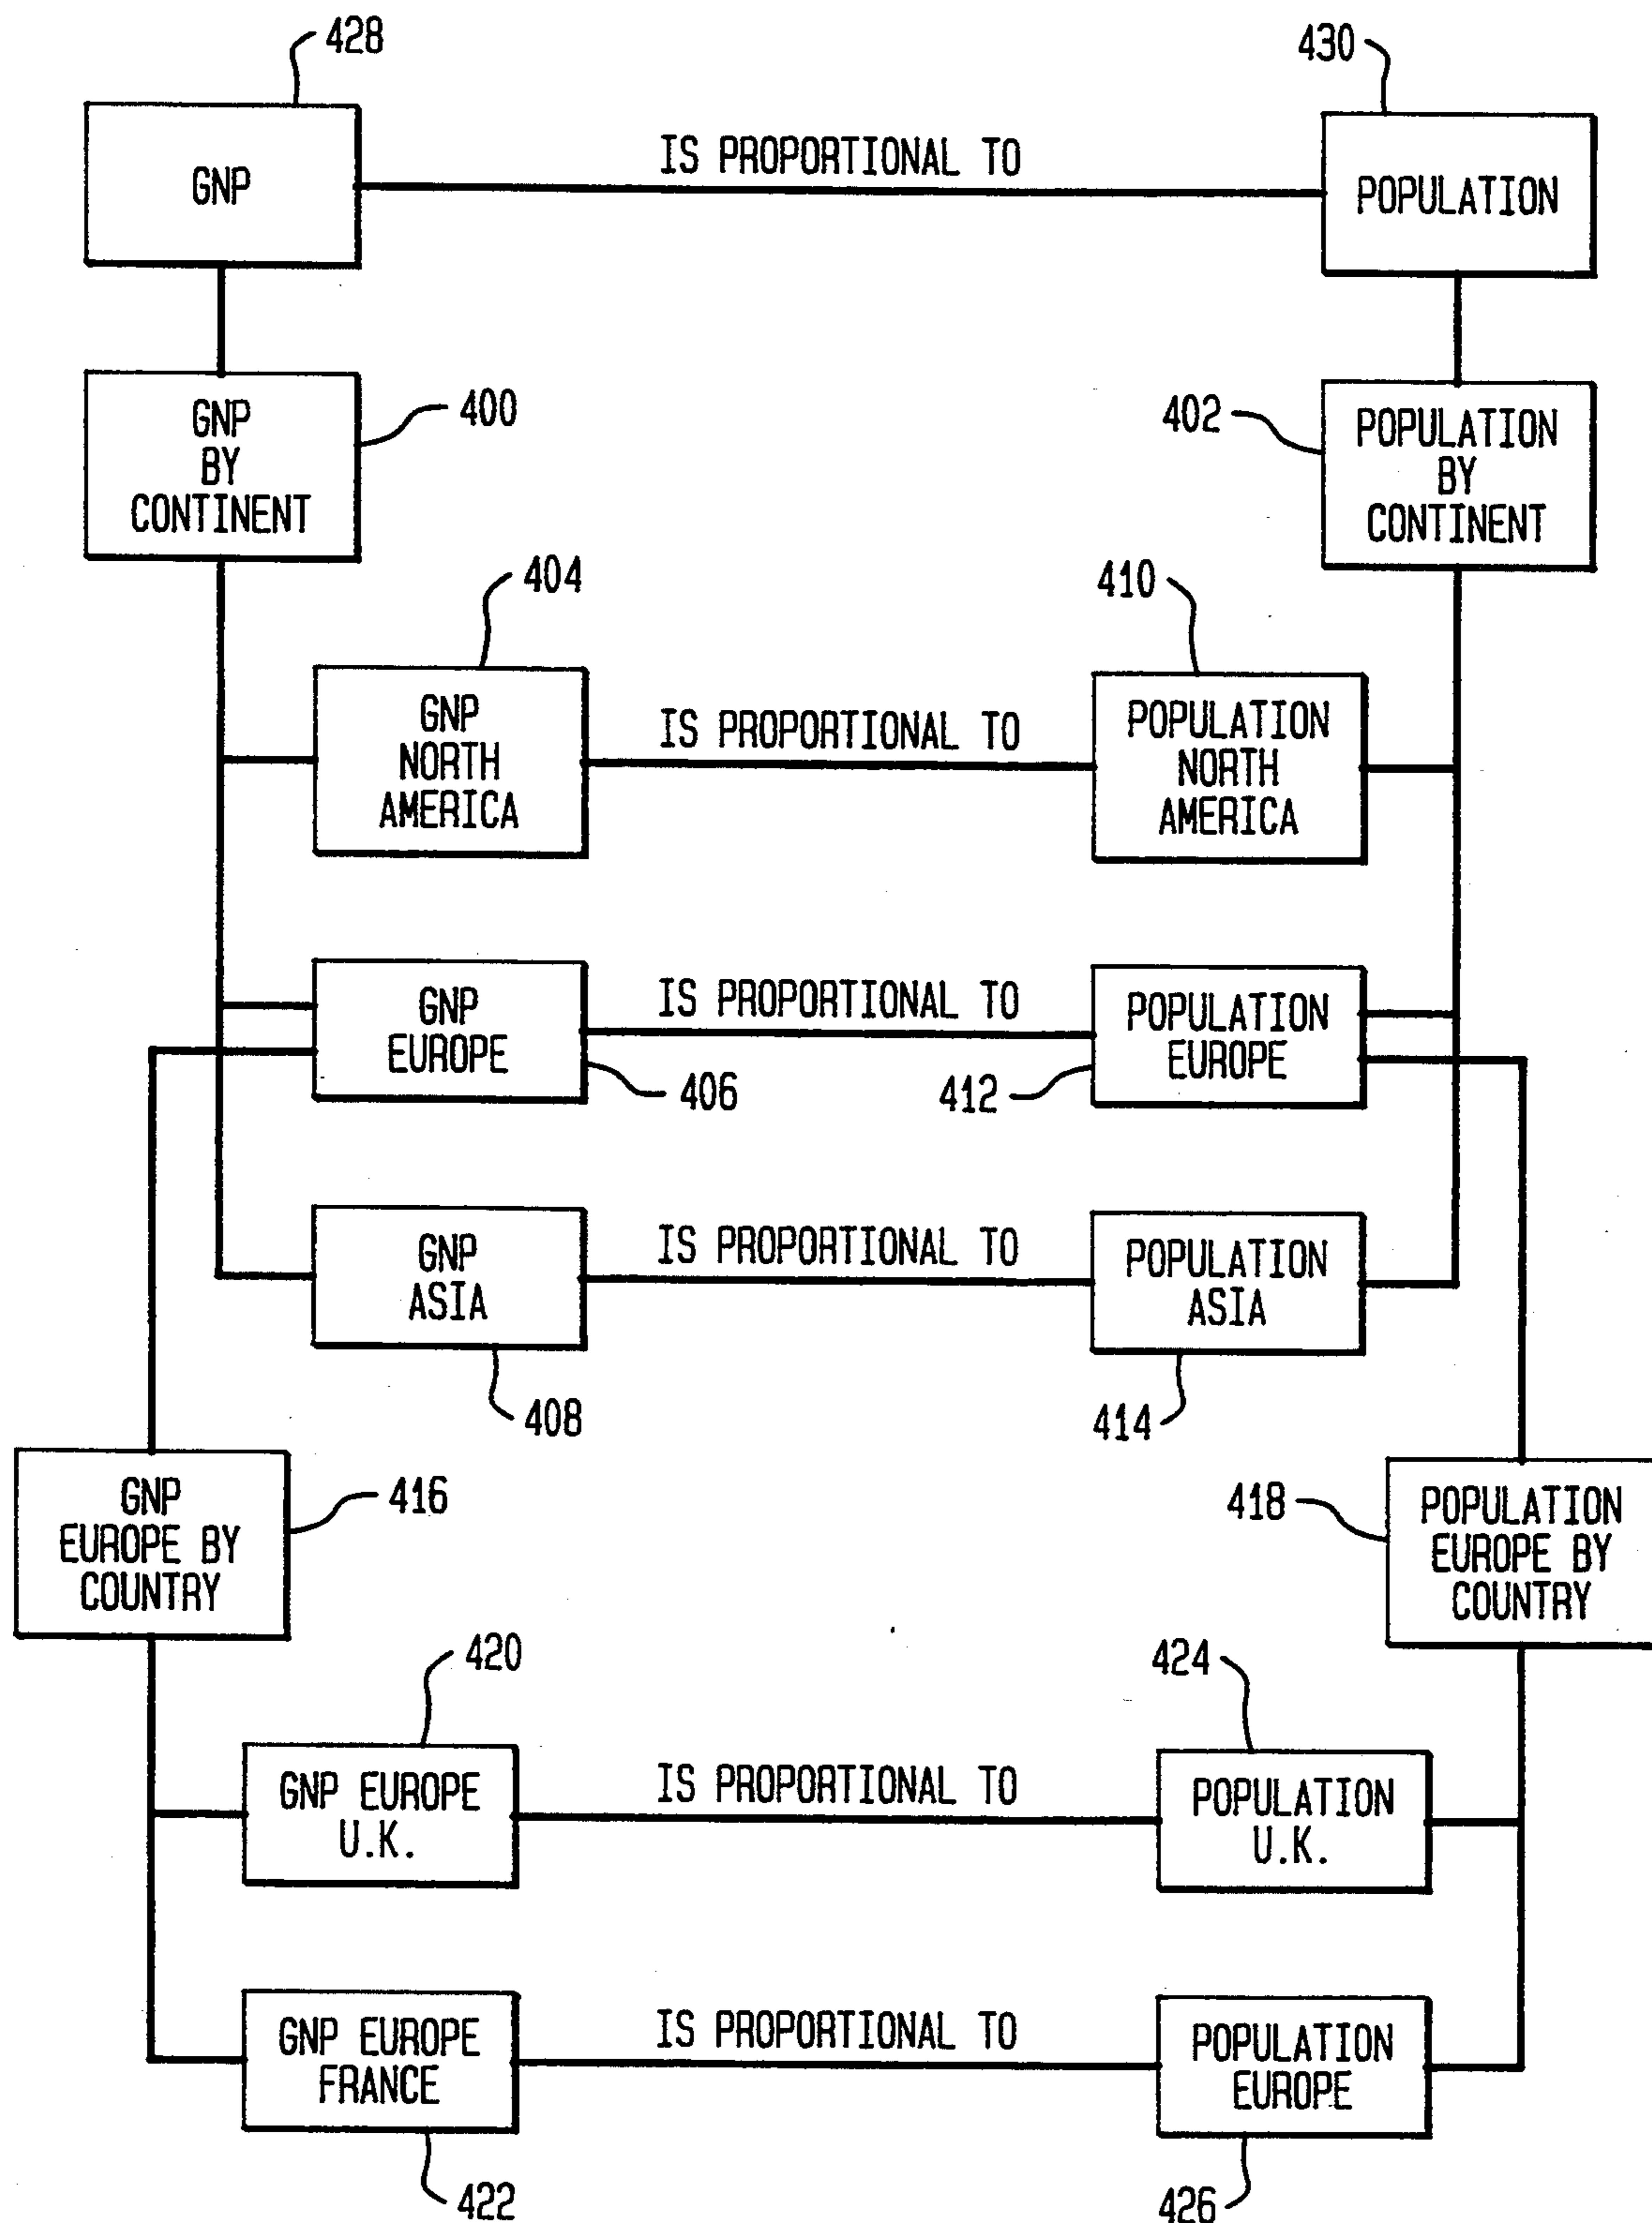 428
430
GNP
IS PROPORTIONAL TO
POPULATION
GNP
BY
CONTINENT
400
402
POPULATION
BY
CONTINENT
404
410
GNP
NORTH
AMERICA
IS PROPORTIONAL TO
POPULATION
NORTH
AMERICA
GNP
EUROPE
406
IS PROPORTIONAL TO
412
POPULATION
EUROPE
GNP
ASIA
408
IS PROPORTIONAL TO
POPULATION
ASIA
414
GNP
EUROPE BY
COUNTRY
416
418
POPULATION
EUROPE BY
COUNTRY
420
424
GNP EUROPE
U.K.
IS PROPORTIONAL TO
POPULATION
U.K.
GNP EUROPE
FRANCE
IS PROPORTIONAL TO
POPULATION
EUROPE
422
426